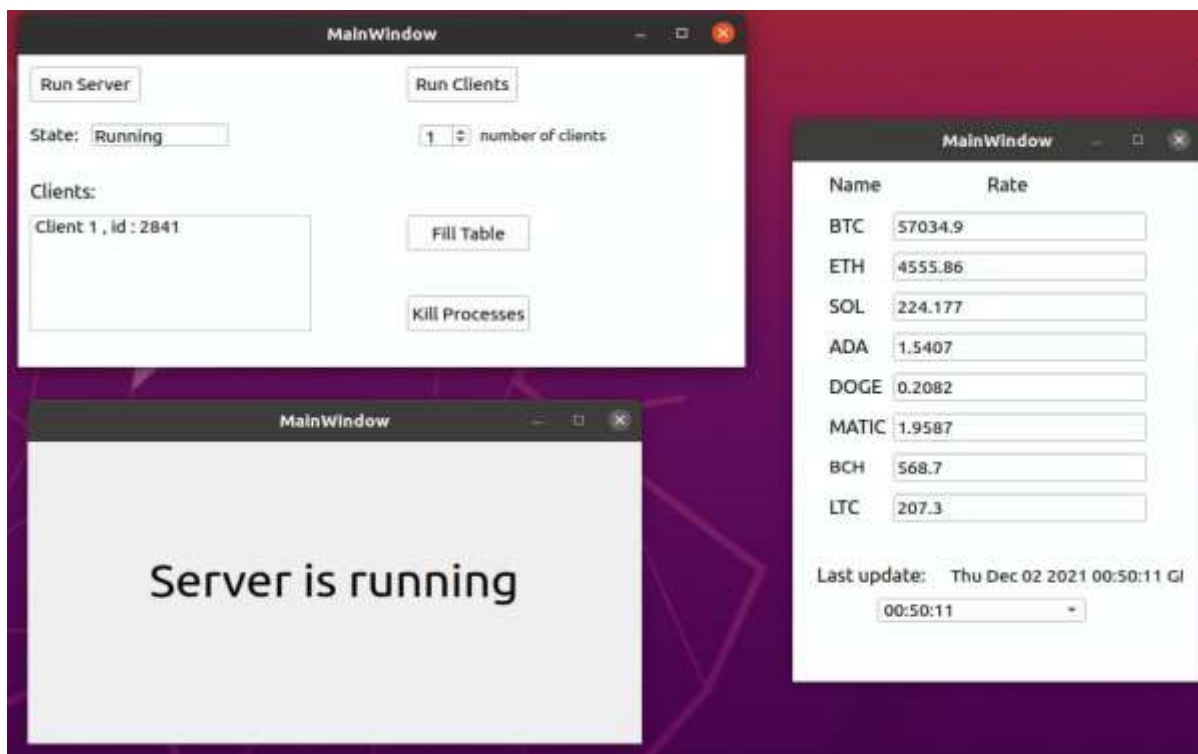 MainWindow
Run Server
Run Clients
State: Running
1 number of clients
Clients:
Client 1 , id : 2841
Fill Table
Kill Processes
MainWindow
Server is running
MainWindow
Name Rate
BTC 57034.9
ETH 4555.86
SOL 224.177
ADA 1.5407
DOGE 0.2082
MATIC 1.9587
BCH 568.7
LTC 207.3
Last update: Thu Dec 02 2021 00:50:11 GI
00:50:11